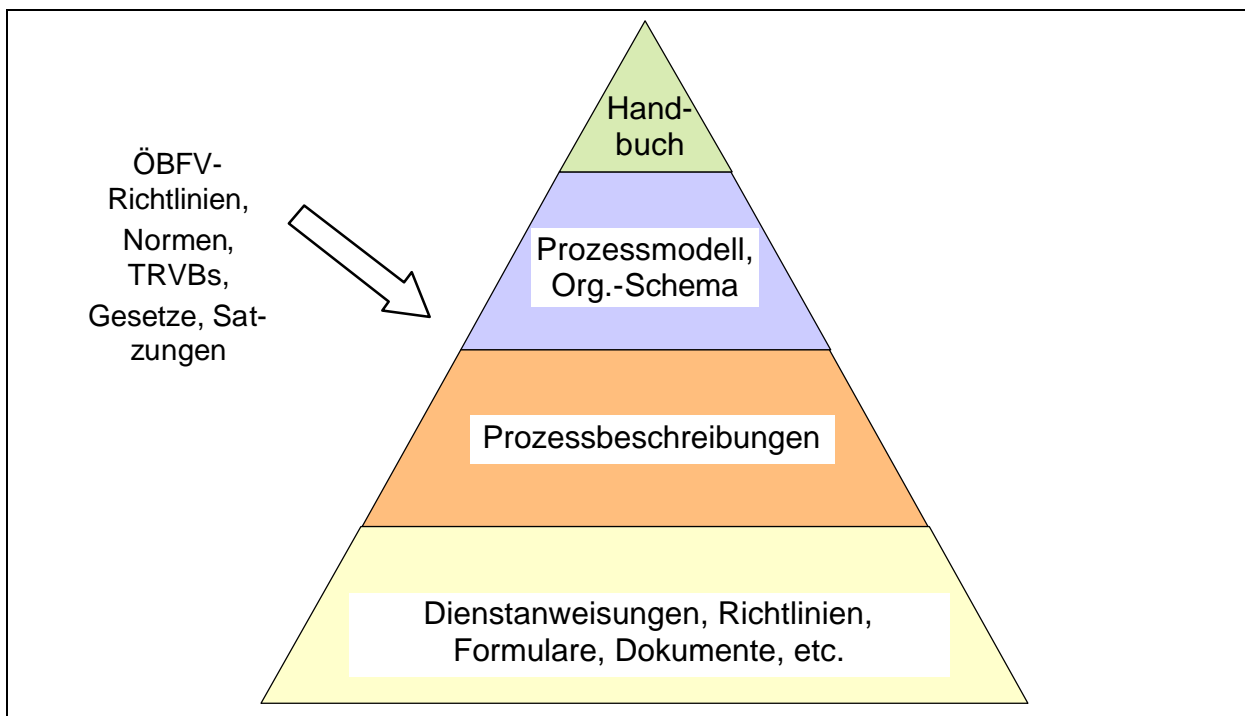 Hand-
buch
ÖBFV-
Richtlinien,
Normen,
TRVBs,
Gesetze, Sat-
zungen
Prozessmodell,
Org.-Schema
Prozessbeschreibungen
Dienstanweisungen, Richtlinien,
Formulare, Dokumente, etc.